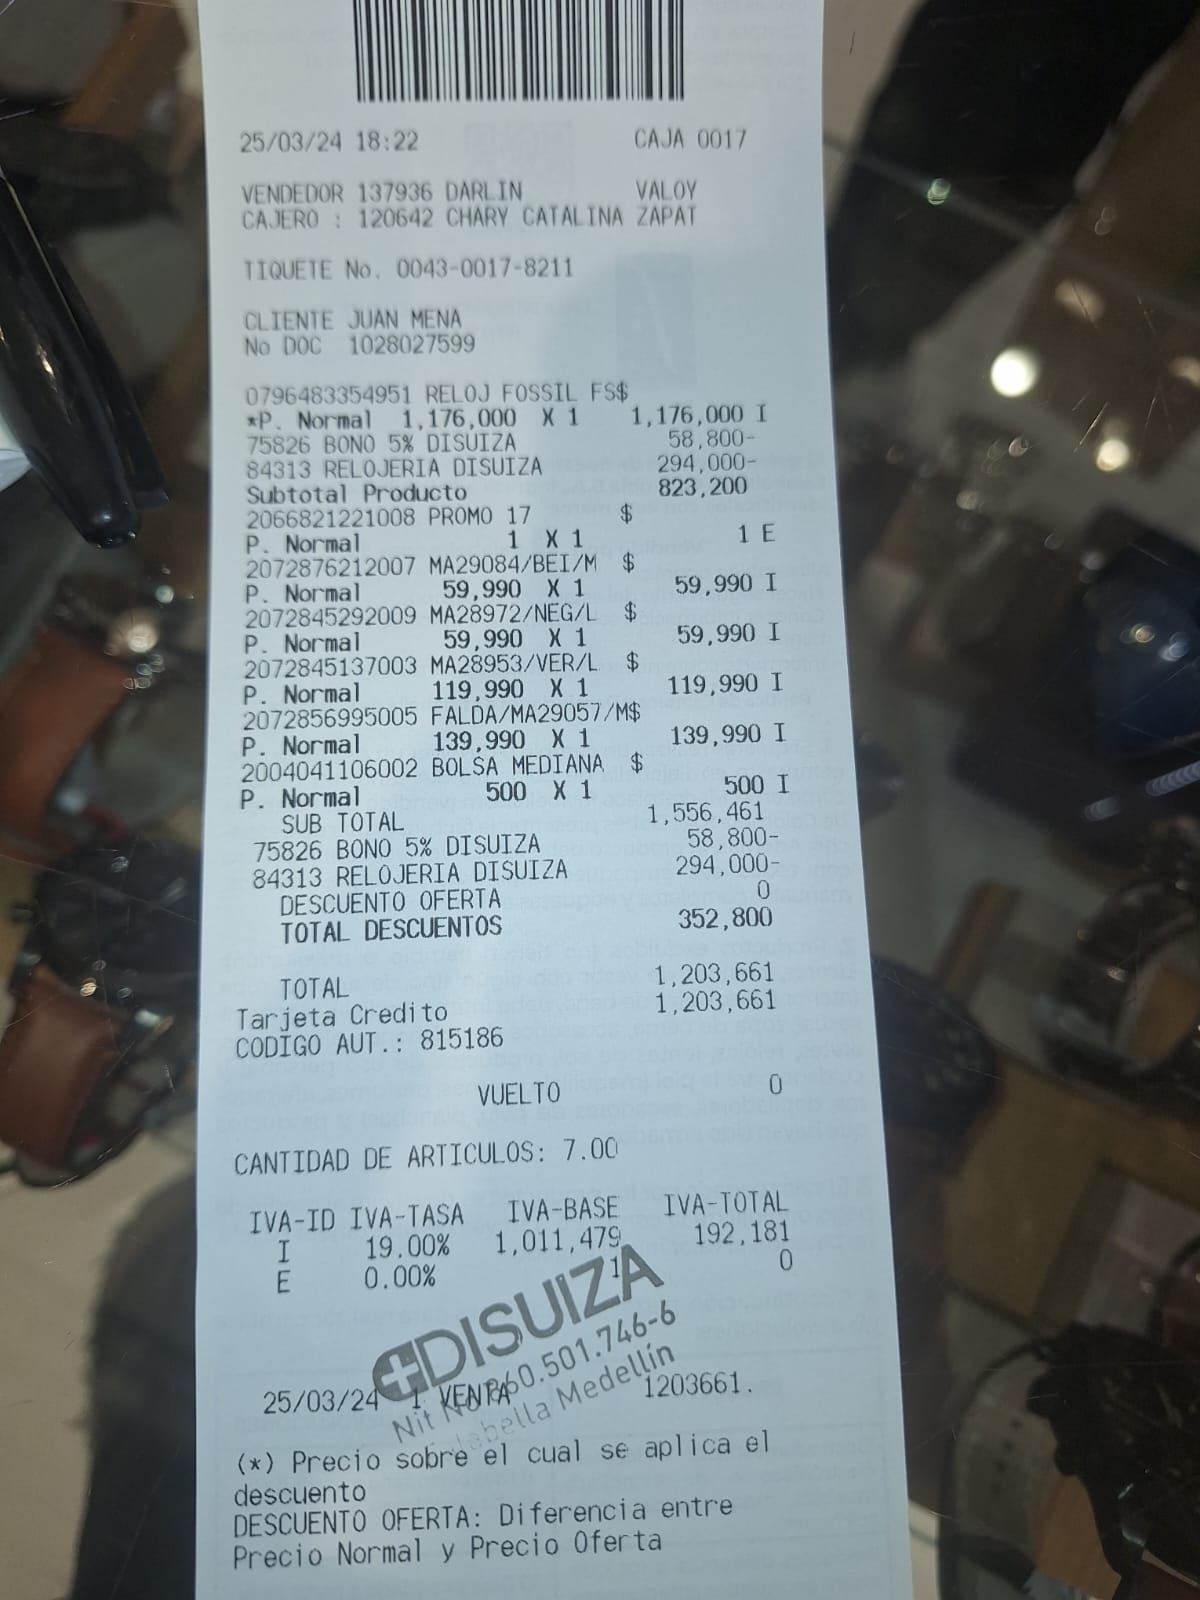 25/03/24 18:22 CAJA 0017
VENDEDOR 137936 DARLIN VALOY
CAJERO : 120642 CHARY CATALINA ZAPAT
TIQUETE No. 0043-0017-8211
CLIENTE JUAN MENA
No DOC 1028027599
0796483354951 RELOJ FOSSIL FS$
*P. Normal 1,176,000 X 1 1,176,000 I
75826 BONO 5% DISUIZA 58,800-
84313 RELOJERIA DISUIZA 294,000-
Subtotal Producto 823,200
2066821221008 PROMO 17 $
P. Normal 1 X 1 1 E
2072876212007 MA29084/BEI/M $
P. Normal 59,990 X 1 59,990 I
2072845292009 MA28972/NEG/L $
P. Normal 59,990 X 1 59,990 I
2072845137003 MA28953/VER/L $
P. Normal 119,990 X 1 119,990 I
2072856995005 FALDA/MA29057/M$
P. Normal 139,990 X 1 139,990 I
2004041106002 BOLSA MEDIANA $
P. Normal 500 X 1 500 I
SUB TOTAL 1,556,461
75826 BONO 5% DISUIZA 58,800-
84313 RELOJERIA DISUIZA 294,000-
DESCUENTO OFERTA 0
TOTAL DESCUENTOS 352,800
TOTAL 1,203,661
Tarjeta Credito 1,203,661
CODIGO AUT.: 815186
VUELTO 0
CANTIDAD DE ARTICULOS: 7.00
IVA-ID IVA-TASA IVA-BASE IVA-TOTAL
I 19.00% 1,011,479 192,181
E 0.00% 1 0
DISUIZA
Nit No 860.501.746-6
Medellín
25/03/24 1 VENTA 1203661.
(*) Precio sobre el cual se aplica el
descuento
DESCUENTO OFERTA: Diferencia entre
Precio Normal y Precio Oferta